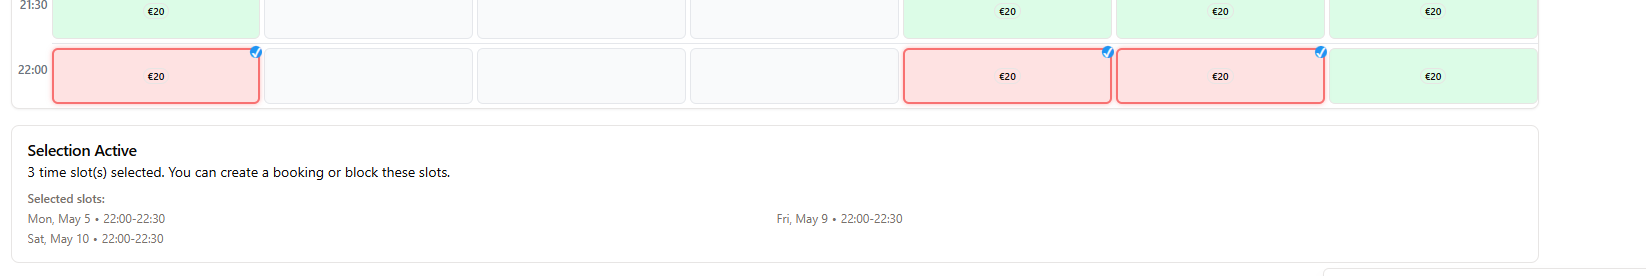 21:30 €20 €20 €20 €20
22:00 €20 €20 €20 €20
Selection Active
3 time slot(s) selected. You can create a booking or block these slots.
Selected slots:
Mon, May 5 • 22:00-22:30 Fri, May 9 • 22:00-22:30
Sat, May 10 • 22:00-22:30